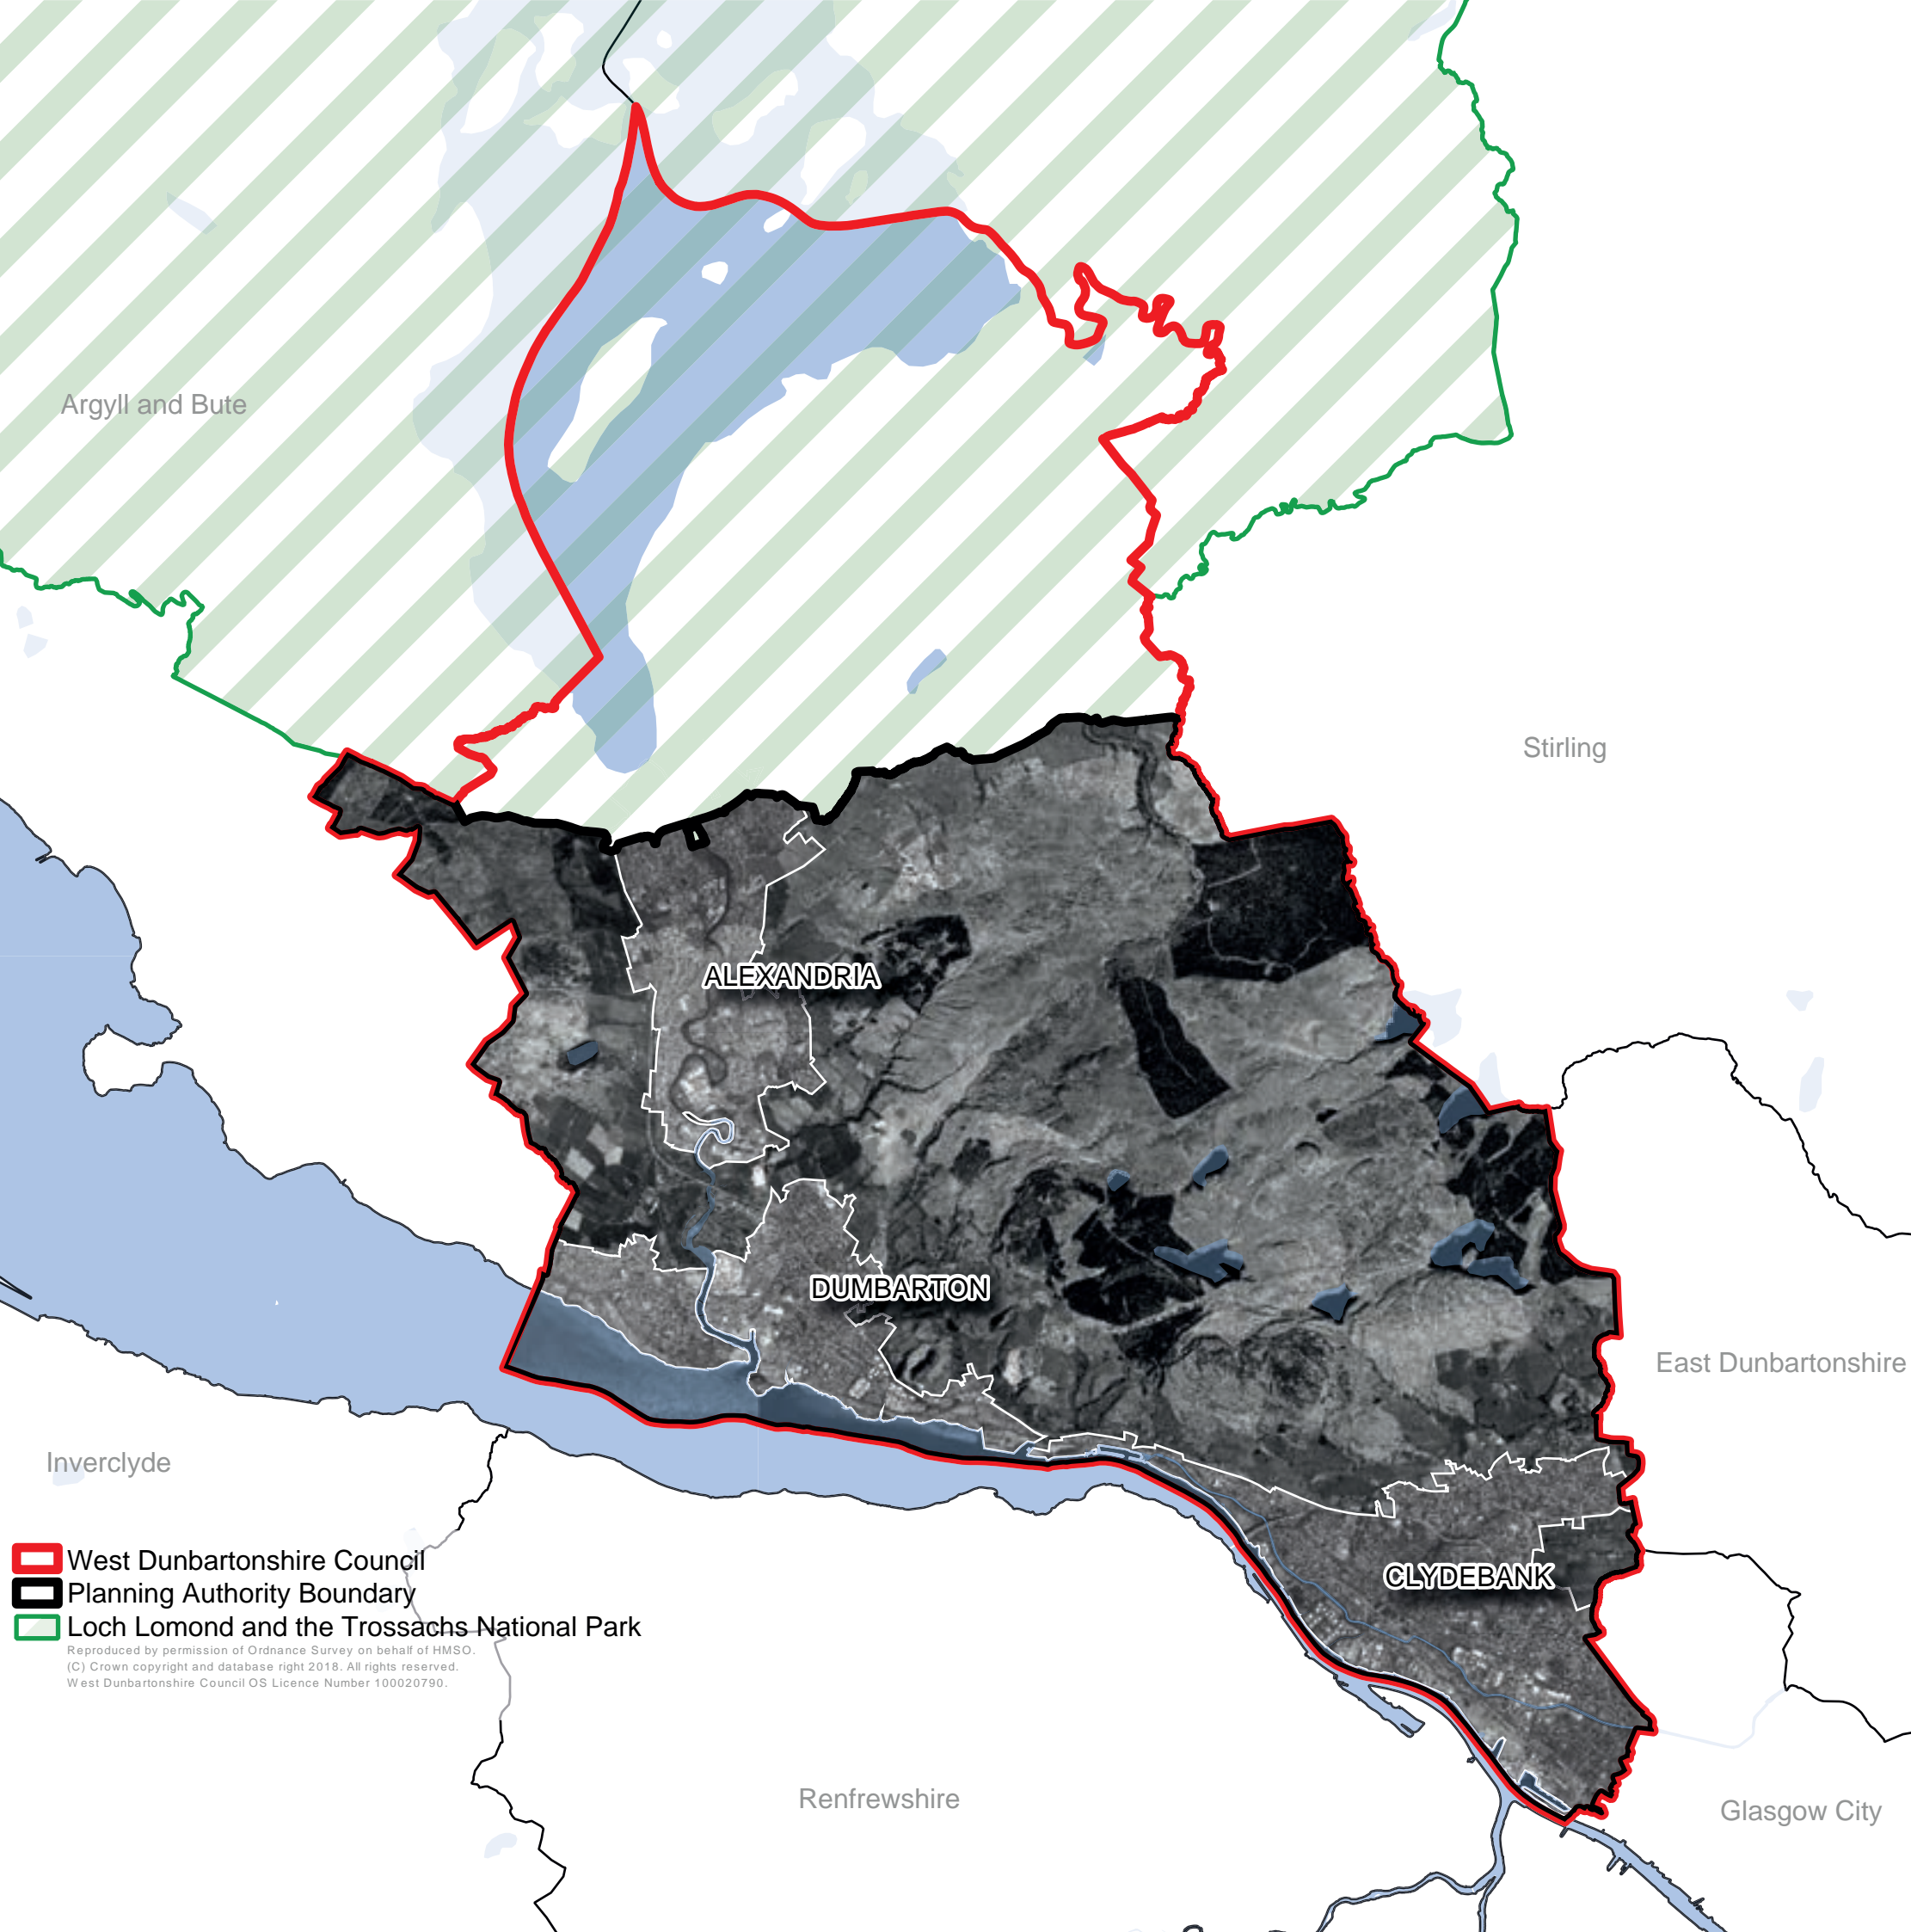 Argyll and Bute
Stirling
ALEXANDRIA
DUMBARTON
East Dunbartonshire
Inverclyde
CLYDEBANK
West Dunbartonshire Council
Planning Authority Boundary
Loch Lomond and the Trossachs National Park
Reproduced by permission of Ordnance Survey on behalf of HMSO.
(C) Crown copyright and database right 2018. All rights reserved.
West Dunbartonshire Council OS Licence Number 100020790.
Renfrewshire
Glasgow City